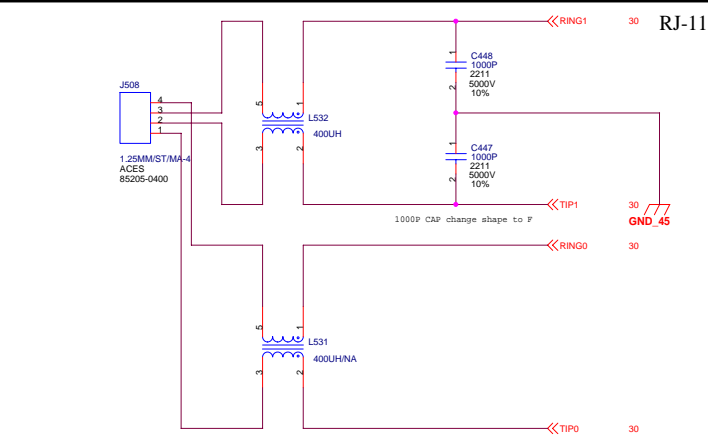 RING1
30
RJ-11
1
C448
1000P
2211
5000V
10%
2
J508
4
3
2
1
5
1
L532
400UH
3
2
1
C447
1000P
2211
5000V
10%
2
1.25MM/ST/MA-4
ACES
85205-0400
TIP1
30
GND_45
1000P CAP change shape to F
RING0
30
5
1
L531
400UH/NA
3
2
TIP0
30